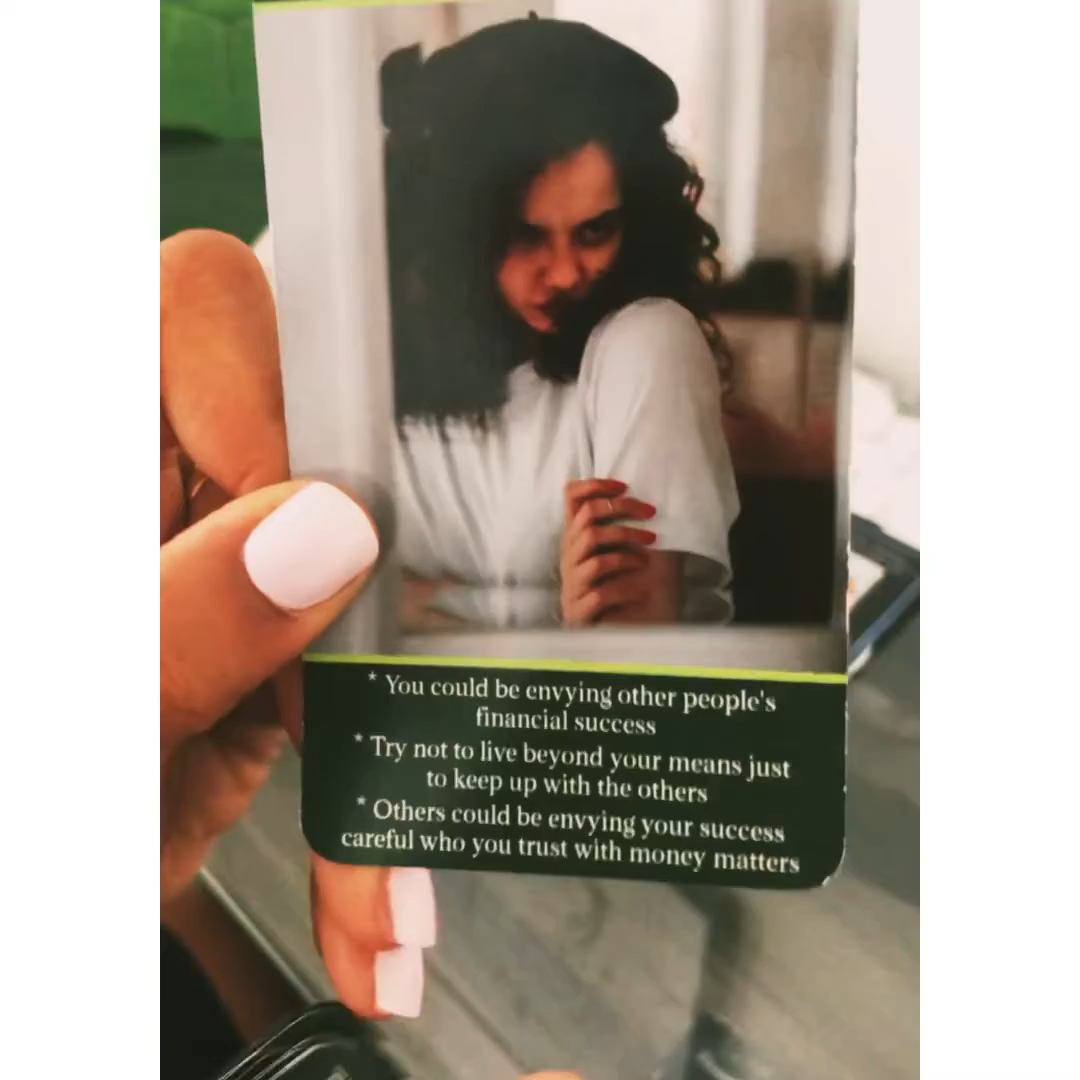 * You could be envying other people's
financial success
* Try not to live beyond your means just
to keep up with the others
* Others could be envying your success
careful who you trust with money matters